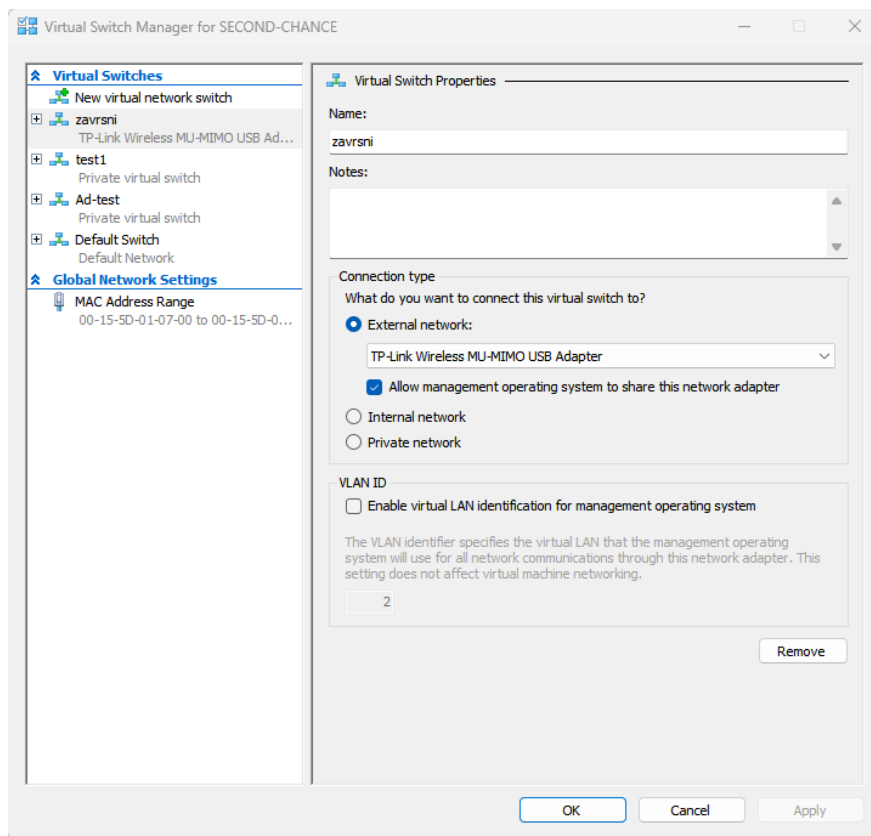 Virtual Switch Manager for SECOND-CHANCE
Virtual Switches
New virtual network switch
zavrsni
TP-Link Wireless MU-MIMO USB Ad...
test1
Private virtual switch
Ad-test
Private virtual switch
Default Switch
Default Network
Global Network Settings
MAC Address Range
00-15-5D-01-07-00 to 00-15-5D-0...
Virtual Switch Properties
Name:
zavrsni
Notes:
Connection type
What do you want to connect this virtual switch to?
External network:
TP-Link Wireless MU-MIMO USB Adapter
Allow management operating system to share this network adapter
Internal network
Private network
VLAN ID
Enable virtual LAN identification for management operating system
The VLAN identifier specifies the virtual LAN that the management operating
system will use for all network communications through this network adapter. This
setting does not affect virtual machine networking.
2
Remove
OK
Cancel
Apply